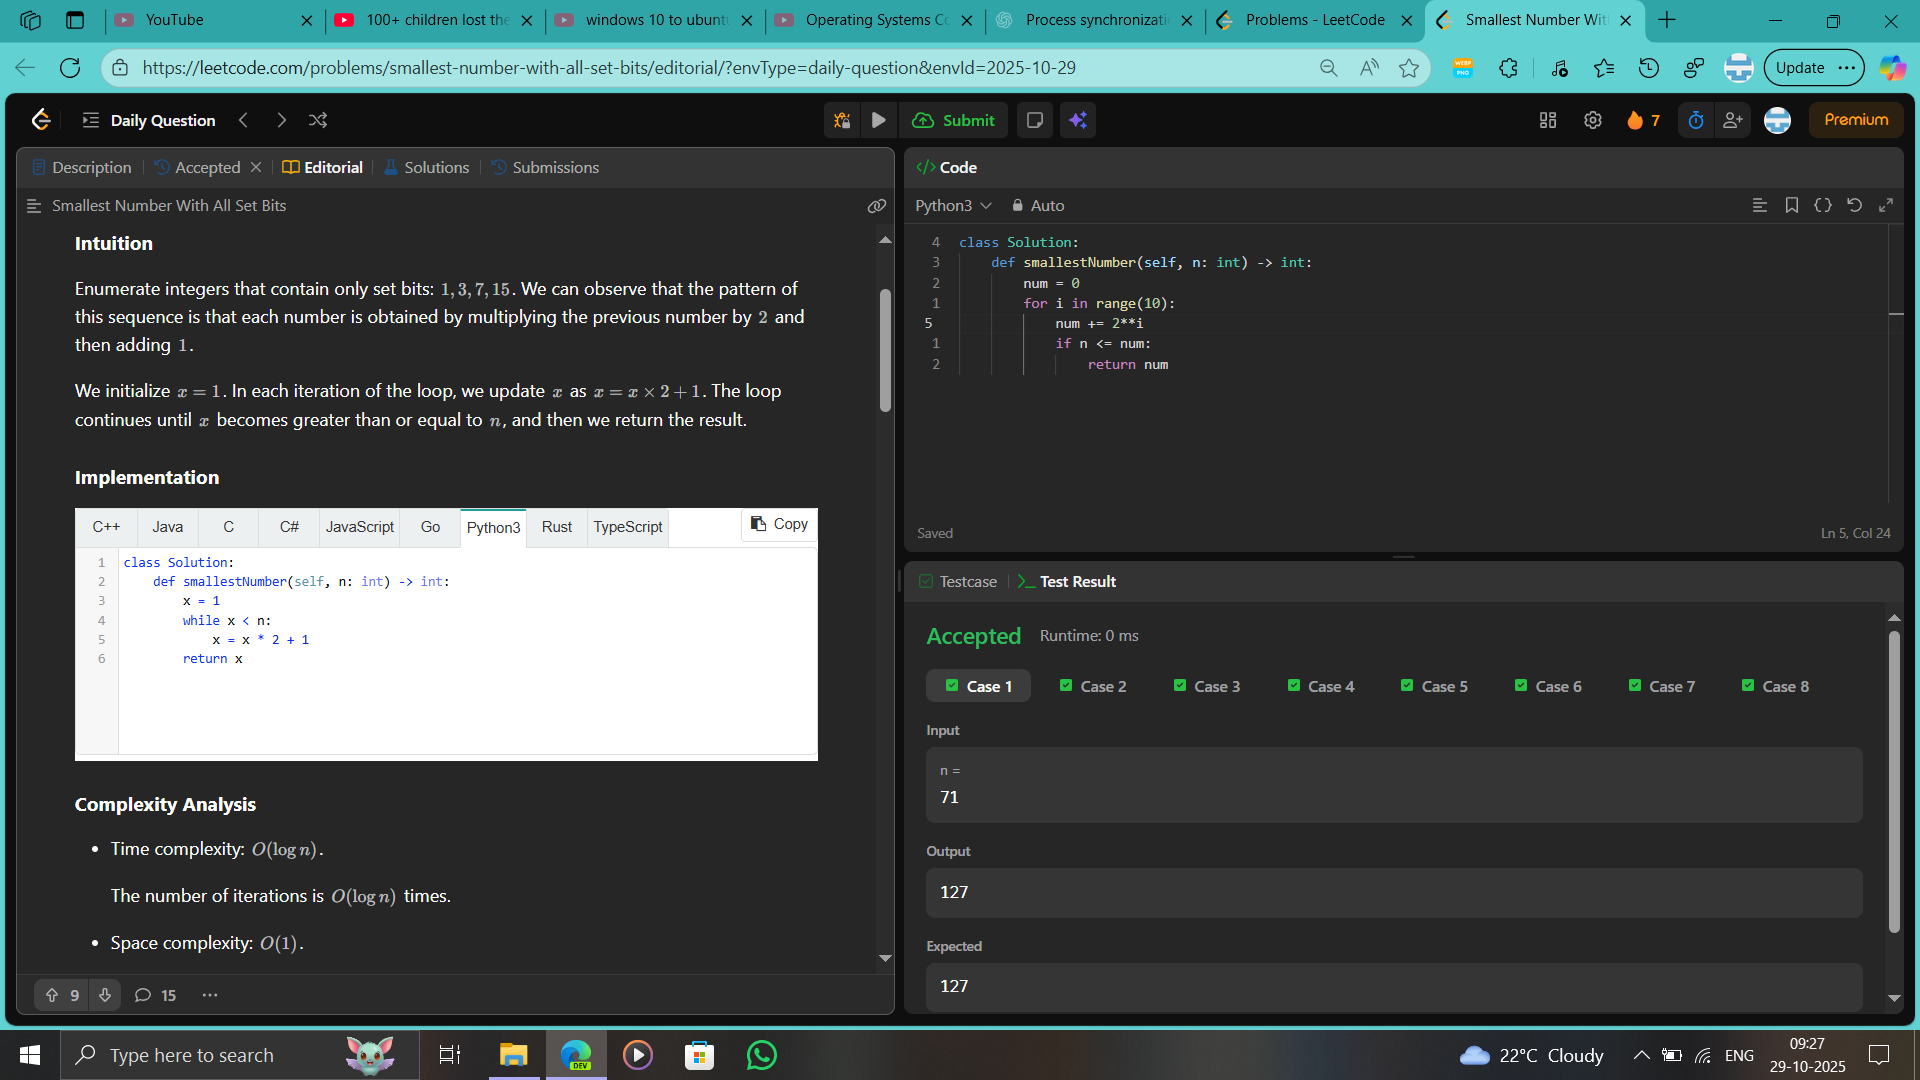 YouTube
100+ children lost the
windows 10 to ubuntu
Operating Systems Co
Process synchronizati
Problems - LeetCode
Smallest Number Wit
https://leetcode.com/problems/smallest-number-with-all-set-bits/editorial/?envType=daily-question&envId=2025-10-29
WEBP
PNG
Update
Daily Question
Submit
7
Premium
Description
Accepted
Editorial
Solutions
Submissions
Smallest Number With All Set Bits
Intuition
Enumerate integers that contain only set bits: 1, 3, 7, 15. We can observe that the pattern of
this sequence is that each number is obtained by multiplying the previous number by 2 and
then adding 1.
We initialize x = 1. In each iteration of the loop, we update x as x = x × 2 + 1. The loop
continues until x becomes greater than or equal to n, and then we return the result.
Implementation
C++
Java
C
C#
JavaScript
Go
Python3
Rust
TypeScript
Copy
1 class Solution:
2     def smallestNumber(self, n: int) -> int:
3         x = 1
4         while x < n:
5             x = x * 2 + 1
6         return x
Complexity Analysis
• Time complexity: O(log n).
The number of iterations is O(log n) times.
• Space complexity: O(1).
9
15
</> Code
Python3
Auto
4 class Solution:
3     def smallestNumber(self, n: int) -> int:
2         num = 0
1         for i in range(10):
5             num += 2**i
1             if n <= num:
2                 return num
Saved
Ln 5, Col 24
Testcase
Test Result
Accepted
Runtime: 0 ms
Case 1
Case 2
Case 3
Case 4
Case 5
Case 6
Case 7
Case 8
Input
n =
71
Output
127
Expected
127
Type here to search
DEV
22°C Cloudy
ENG
09:27
29-10-2025